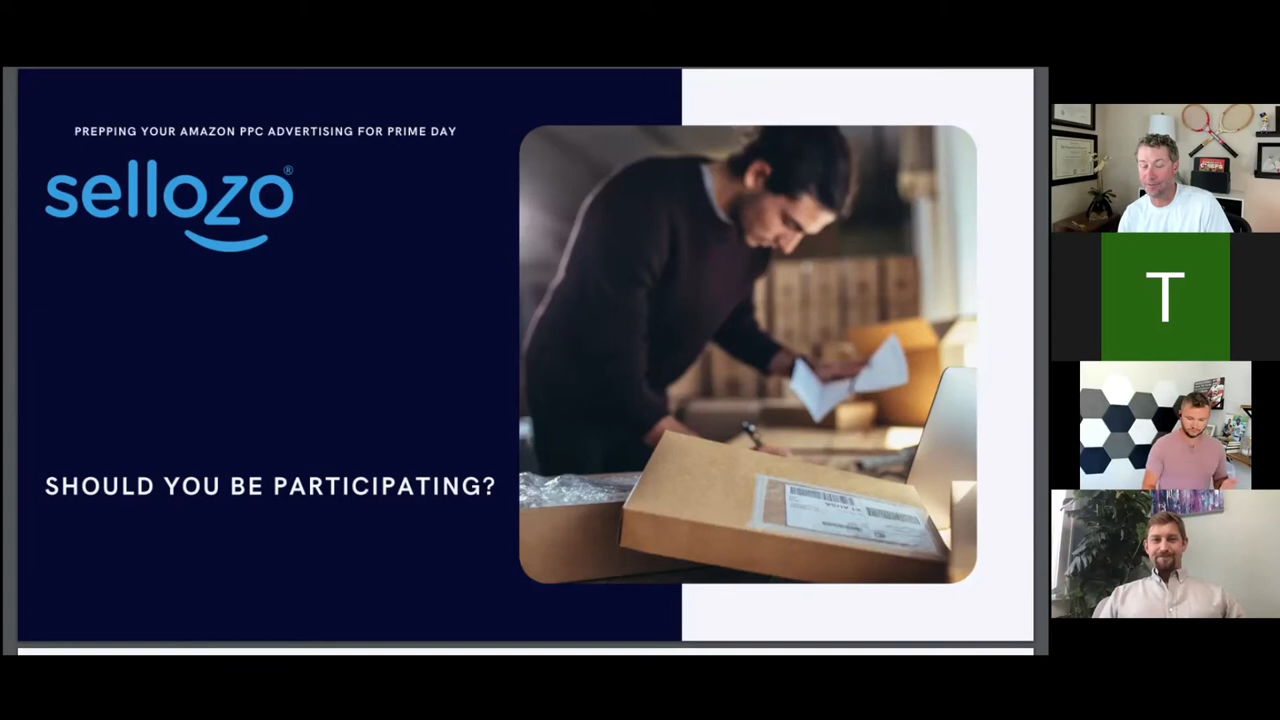 PREPPING YOUR AMAZON PPC ADVERTISING FOR PRIME DAY
sellozo®
SHOULD YOU BE PARTICIPATING?
T